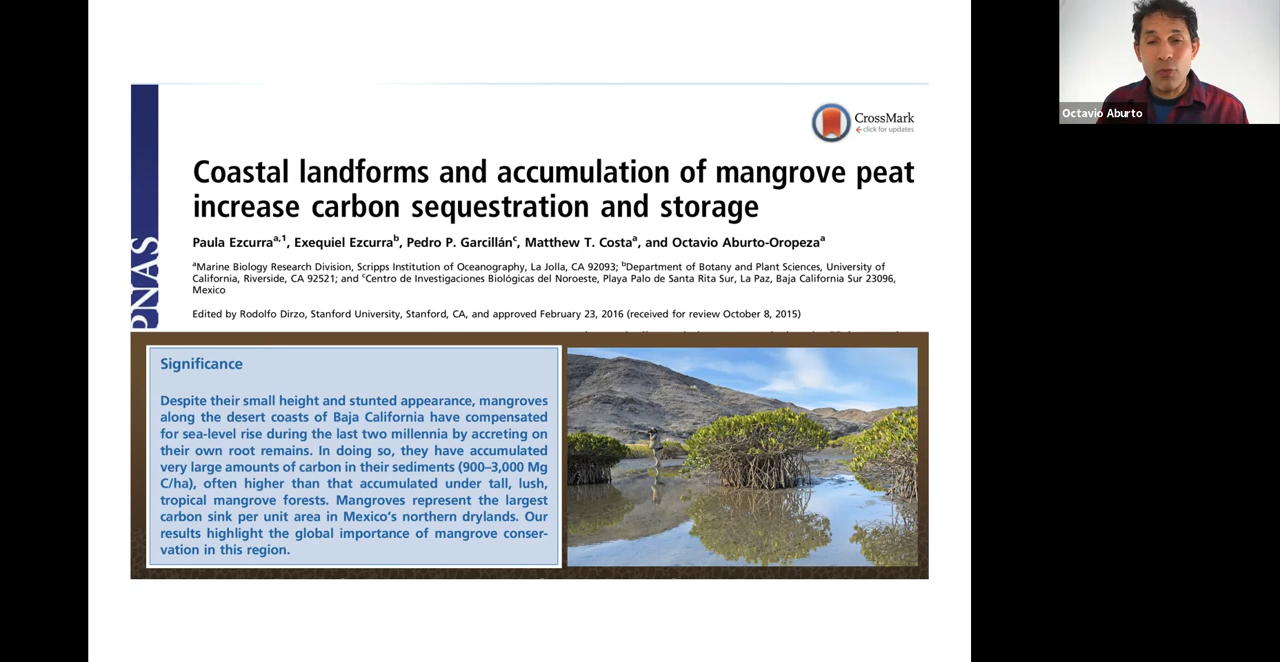 Octavio Aburto
CrossMark
click for updates
PNAS
Coastal landforms and accumulation of mangrove peat
increase carbon sequestration and storage
Paula Ezcurraa,1, Exequiel Ezcurrab, Pedro P. Garcillánc, Matthew T. Costaa, and Octavio Aburto-Oropezaa
aMarine Biology Research Division, Scripps Institution of Oceanography, La Jolla, CA 92093; bDepartment of Botany and Plant Sciences, University of
California, Riverside, CA 92521; and cCentro de Investigaciones Biológicas del Noroeste, Playa Palo de Santa Rita Sur, La Paz, Baja California Sur 23096,
Mexico
Edited by Rodolfo Dirzo, Stanford University, Stanford, CA, and approved February 23, 2016 (received for review October 8, 2015)
Significance
Despite their small height and stunted appearance, mangroves
along the desert coasts of Baja California have compensated
for sea-level rise during the last two millennia by accreting on
their own root remains. In doing so, they have accumulated
very large amounts of carbon in their sediments (900–3,000 Mg
C/ha), often higher than that accumulated under tall, lush,
tropical mangrove forests. Mangroves represent the largest
carbon sink per unit area in Mexico's northern drylands. Our
results highlight the global importance of mangrove conser-
vation in this region.